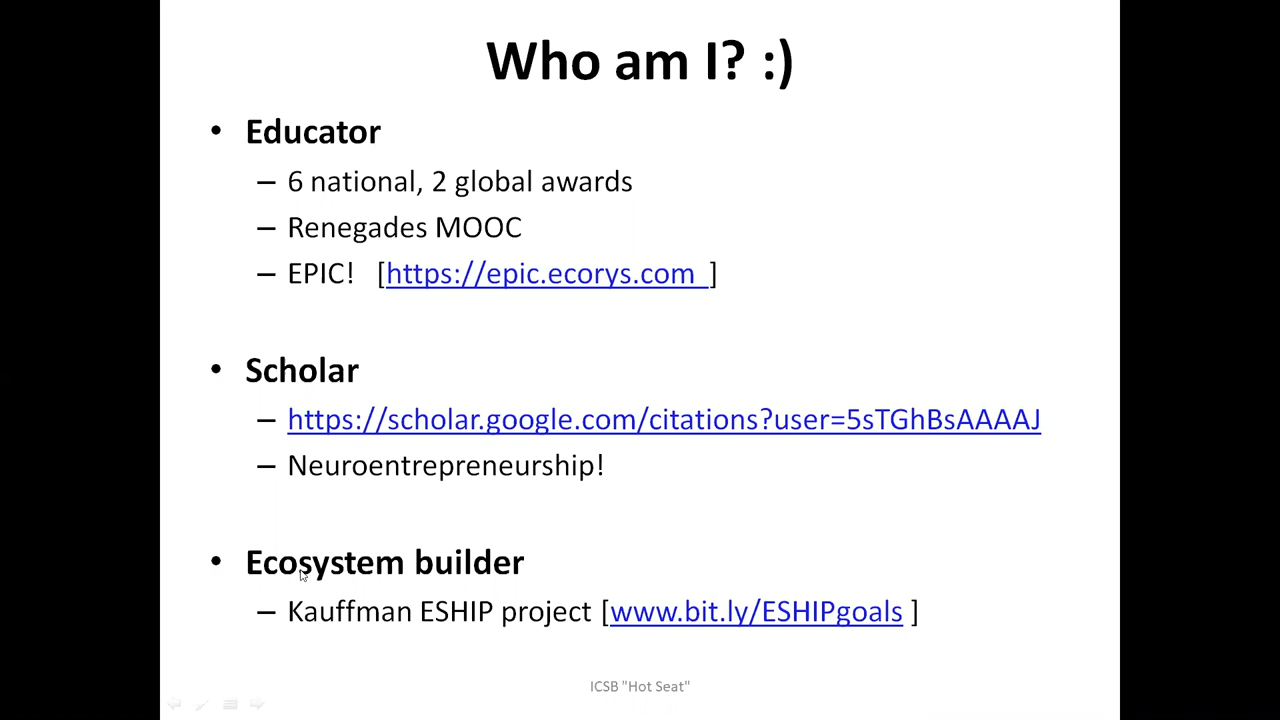 Who am I? :)
• Educator
– 6 national, 2 global awards
– Renegades MOOC
– EPIC! [https://epic.ecorys.com ]
• Scholar
– https://scholar.google.com/citations?user=5sTGhBsAAAAJ
– Neuroentrepreneurship!
• Ecosystem builder
– Kauffman ESHIP project [www.bit.ly/ESHIPgoals ]
ICSB "Hot Seat"